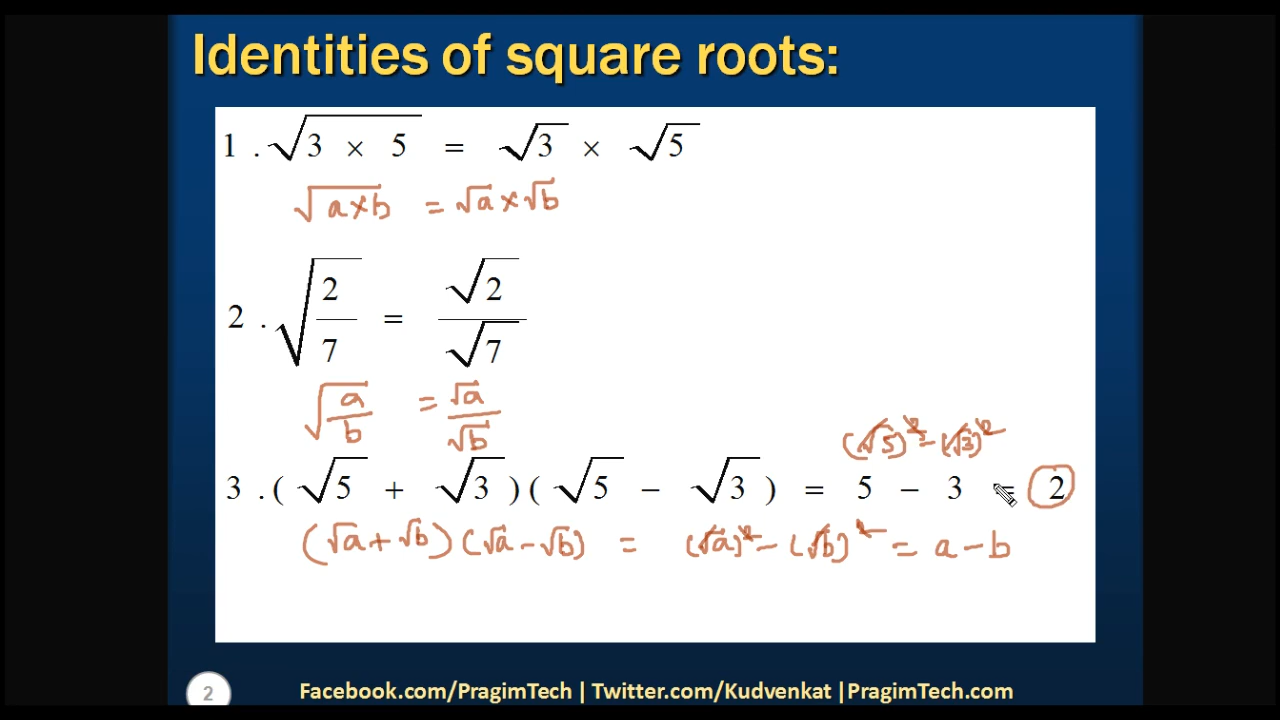 Identities of square roots:
1 . √3 × 5 = √3 × √5
√a×b = √a × √b
2 . √2/7 = √2/√7
√a/b = √a/√b
(√5)² – (√3)²
3 . ( √5 + √3 ) ( √5 − √3 ) = 5 − 3 = 2
(√a + √b) (√a – √b) = (√a)² – (√b)² = a – b
2
Facebook.com/PragimTech | Twitter.com/Kudvenkat |PragimTech.com